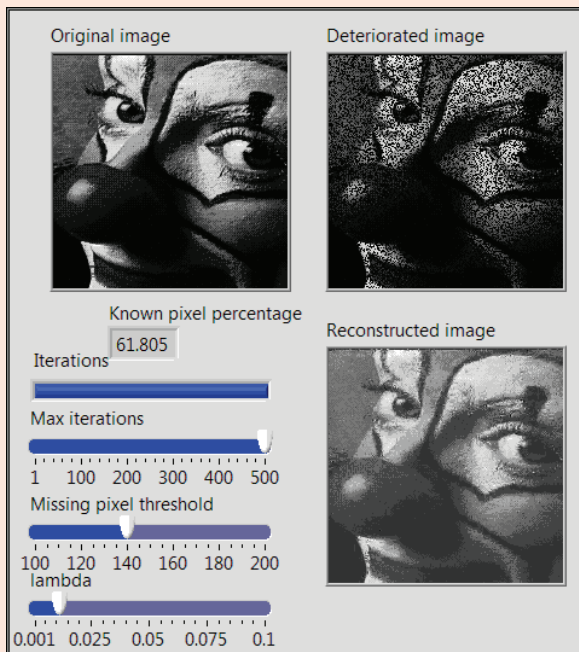 Original image
Deteriorated image
Known pixel percentage
61.805
Reconstructed image
Iterations
Max iterations
1 100 200 300 400 500
Missing pixel threshold
100 120 140 160 180 200
lambda
0.001 0.025 0.05 0.075 0.1